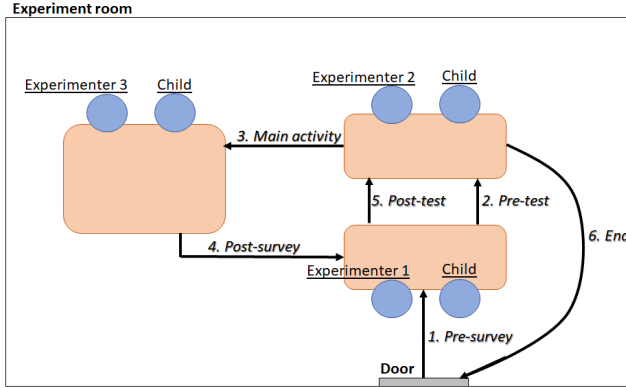 Experiment room
Experimenter 2 Child
Experimenter 3 Child
3. Main activity
5. Post-test 2. Pre-test
6. End
4. Post-survey
Experimenter 1 Child
1. Pre-survey
Door